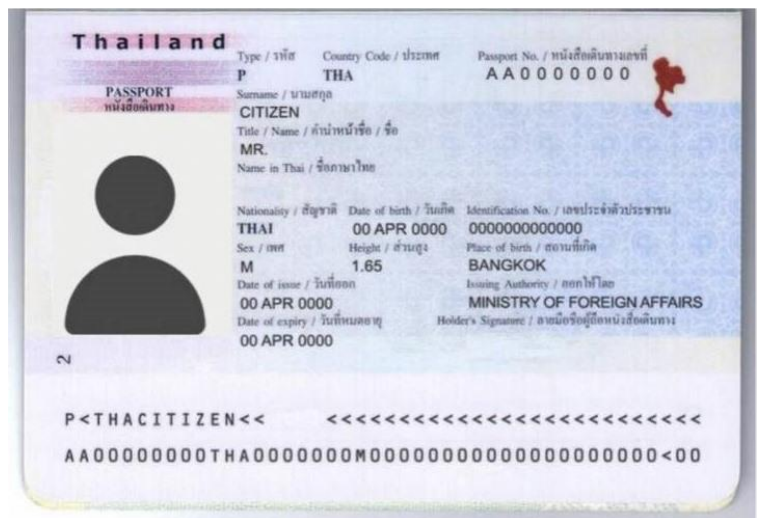 Thailand
PASSPORT
หนังสือเดินทาง
Type / รหัส Country Code / ประเทศ Passport No. / หนังสือเดินทางเลขที่
P THA AA0000000
Surname / นามสกุล
CITIZEN
Title / Name / คำนำหน้าชื่อ / ชื่อ
MR.
Name in Thai / ชื่อภาษาไทย
Nationality / สัญชาติ Date of birth / วันเกิด Identification No. / เลขประจำตัวประชาชน
THAI 00 APR 0000 0000000000000
Sex / เพศ Height / ส่วนสูง Place of birth / สถานที่เกิด
M 1.65 BANGKOK
Date of issue / วันที่ออก Issuing Authority / ออกให้โดย
00 APR 0000 MINISTRY OF FOREIGN AFFAIRS
Date of expiry / วันที่หมดอายุ Holder's Signature / ลายมือชื่อผู้ถือหนังสือเดินทาง
00 APR 0000
2
P<THACITIZEN<< <<<<<<<<<<<<<<<<<<<<<<<<<<
AA00000000THA0000000M00000000000000000000<00